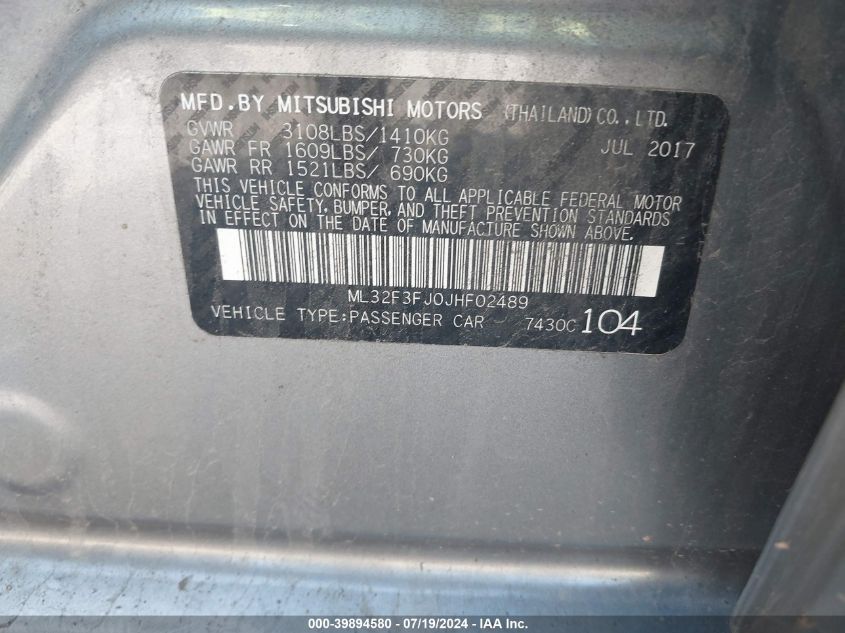 MFD.BY MITSUBISHI MOTORS (THAILAND)CO.,LTD.
GVWR 3108LBS/1410KG JUL 2017
GAWR FR 1609LBS/ 730KG
GAWR RR 1521LBS/ 690KG
THIS VEHICLE CONFORMS TO ALL APPLICABLE FEDERAL MOTOR
VEHICLE SAFETY, BUMPER, AND THEFT PREVENTION STANDARDS
IN EFFECT ON THE DATE OF MANUFACTURE SHOWN ABOVE.
ML32F3FJ0JHF02489
VEHICLE TYPE:PASSENGER CAR 7430C 104
000-39894580 - 07/19/2024 - IAA Inc.